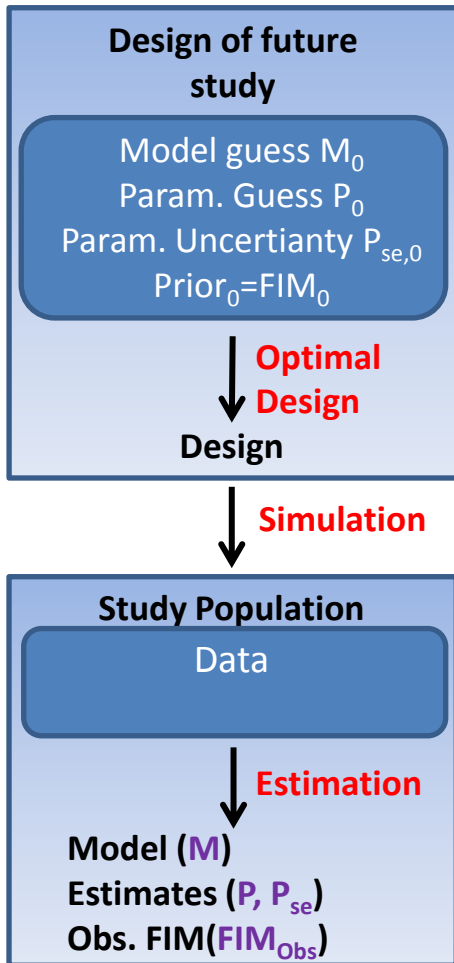 Design of future
study
Model guess M₀
Param. Guess P₀
Param. Uncertianty Pse,0
Prior₀=FIM₀
Optimal
Design
Design
Simulation
Study Population
Data
Estimation
Model (M)
Estimates (P, Pse)
Obs. FIM(FIMObs)